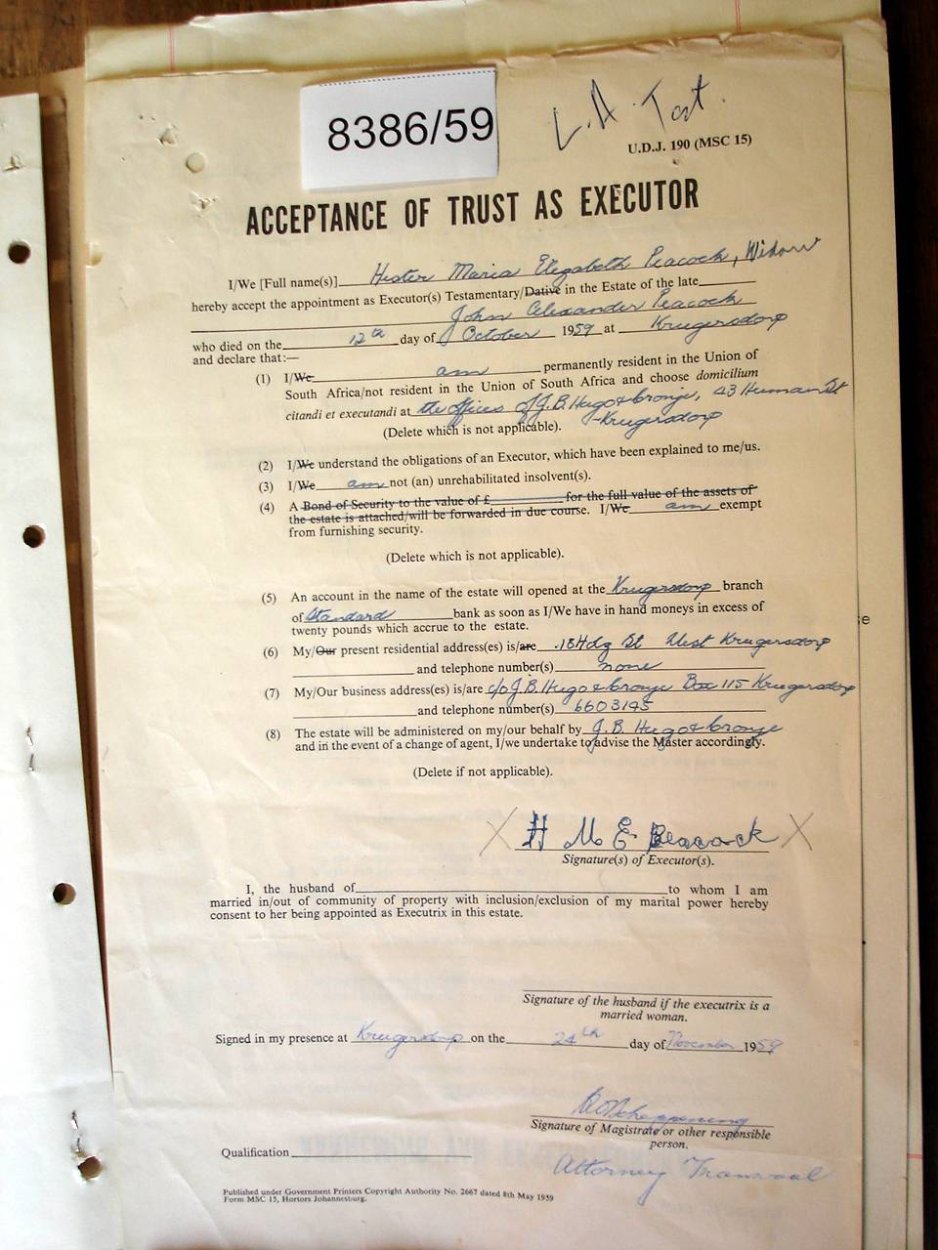 8386/59
L.A. Tat.
U.D.J. 190 (MSC 15)
ACCEPTANCE OF TRUST AS EXECUTOR
I/We [Full name(s)] Hester Maria Elizabeth Peacock, Widow
hereby accept the appointment as Executor(s) Testamentary/Dative in the Estate of the late
John Alexander Peacock
who died on the 12th day of October 1959 at Krugersdorp
and declare that:—
(1) I/We am permanently resident in the Union of
South Africa/not resident in the Union of South Africa and choose domicilium
citandi et executandi at the offices of J.B. Hugo & Cronje, 43 Human St
(Delete which is not applicable). Krugersdorp
(2) I/We understand the obligations of an Executor, which have been explained to me/us.
(3) I/We am not (an) unrehabilitated insolvent(s).
(4) A Bond of Security to the value of £ for the full value of the assets of
the estate is attached/will be forwarded in due course. I/We am exempt
from furnishing security.
(Delete which is not applicable).
(5) An account in the name of the estate will opened at the Krugersdorp branch
of Standard bank as soon as I/We have in hand moneys in excess of
twenty pounds which accrue to the estate.
(6) My/Our present residential address(es) is/are St West Krugersdorp
and telephone number(s) none
(7) My/Our business address(es) is/are c/o J.B. Hugo & Cronje Box 115 Krugersdorp
and telephone number(s) 6603145
(8) The estate will be administered on my/our behalf by J.B. Hugo & Cronje
and in the event of a change of agent, I/we undertake to advise the Master accordingly.
(Delete if not applicable).
X H M E Peacock X
Signature(s) of Executor(s).
I, the husband of to whom I am
married in/out of community of property with inclusion/exclusion of my marital power hereby
consent to her being appointed as Executrix in this estate.
Signature of the husband if the executrix is a
married woman.
Signed in my presence at Krugersdorp on the 24th day of November 1959
Signature of Magistrate or other responsible
person.
Qualification
Attorney Transvaal
Published under Government Printers Copyright Authority No. 2667 dated 8th May 1959
Form MSC 15, Hortors Johannesburg.